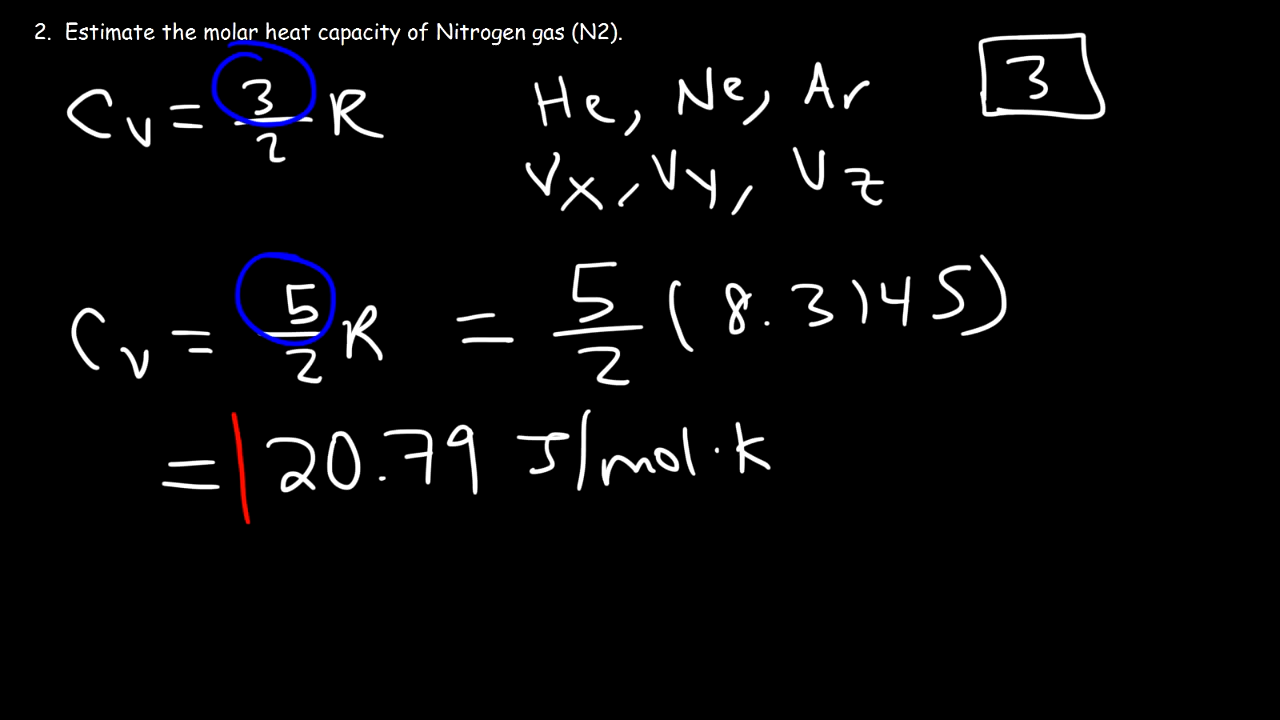 2. Estimate the molar heat capacity of Nitrogen gas (N2).
Cv = 3/2 R He, Ne, Ar 3
Vx, Vy, Vz
Cv = 5/2 R = 5/2 (8.3145)
= 20.79 J/mol·K